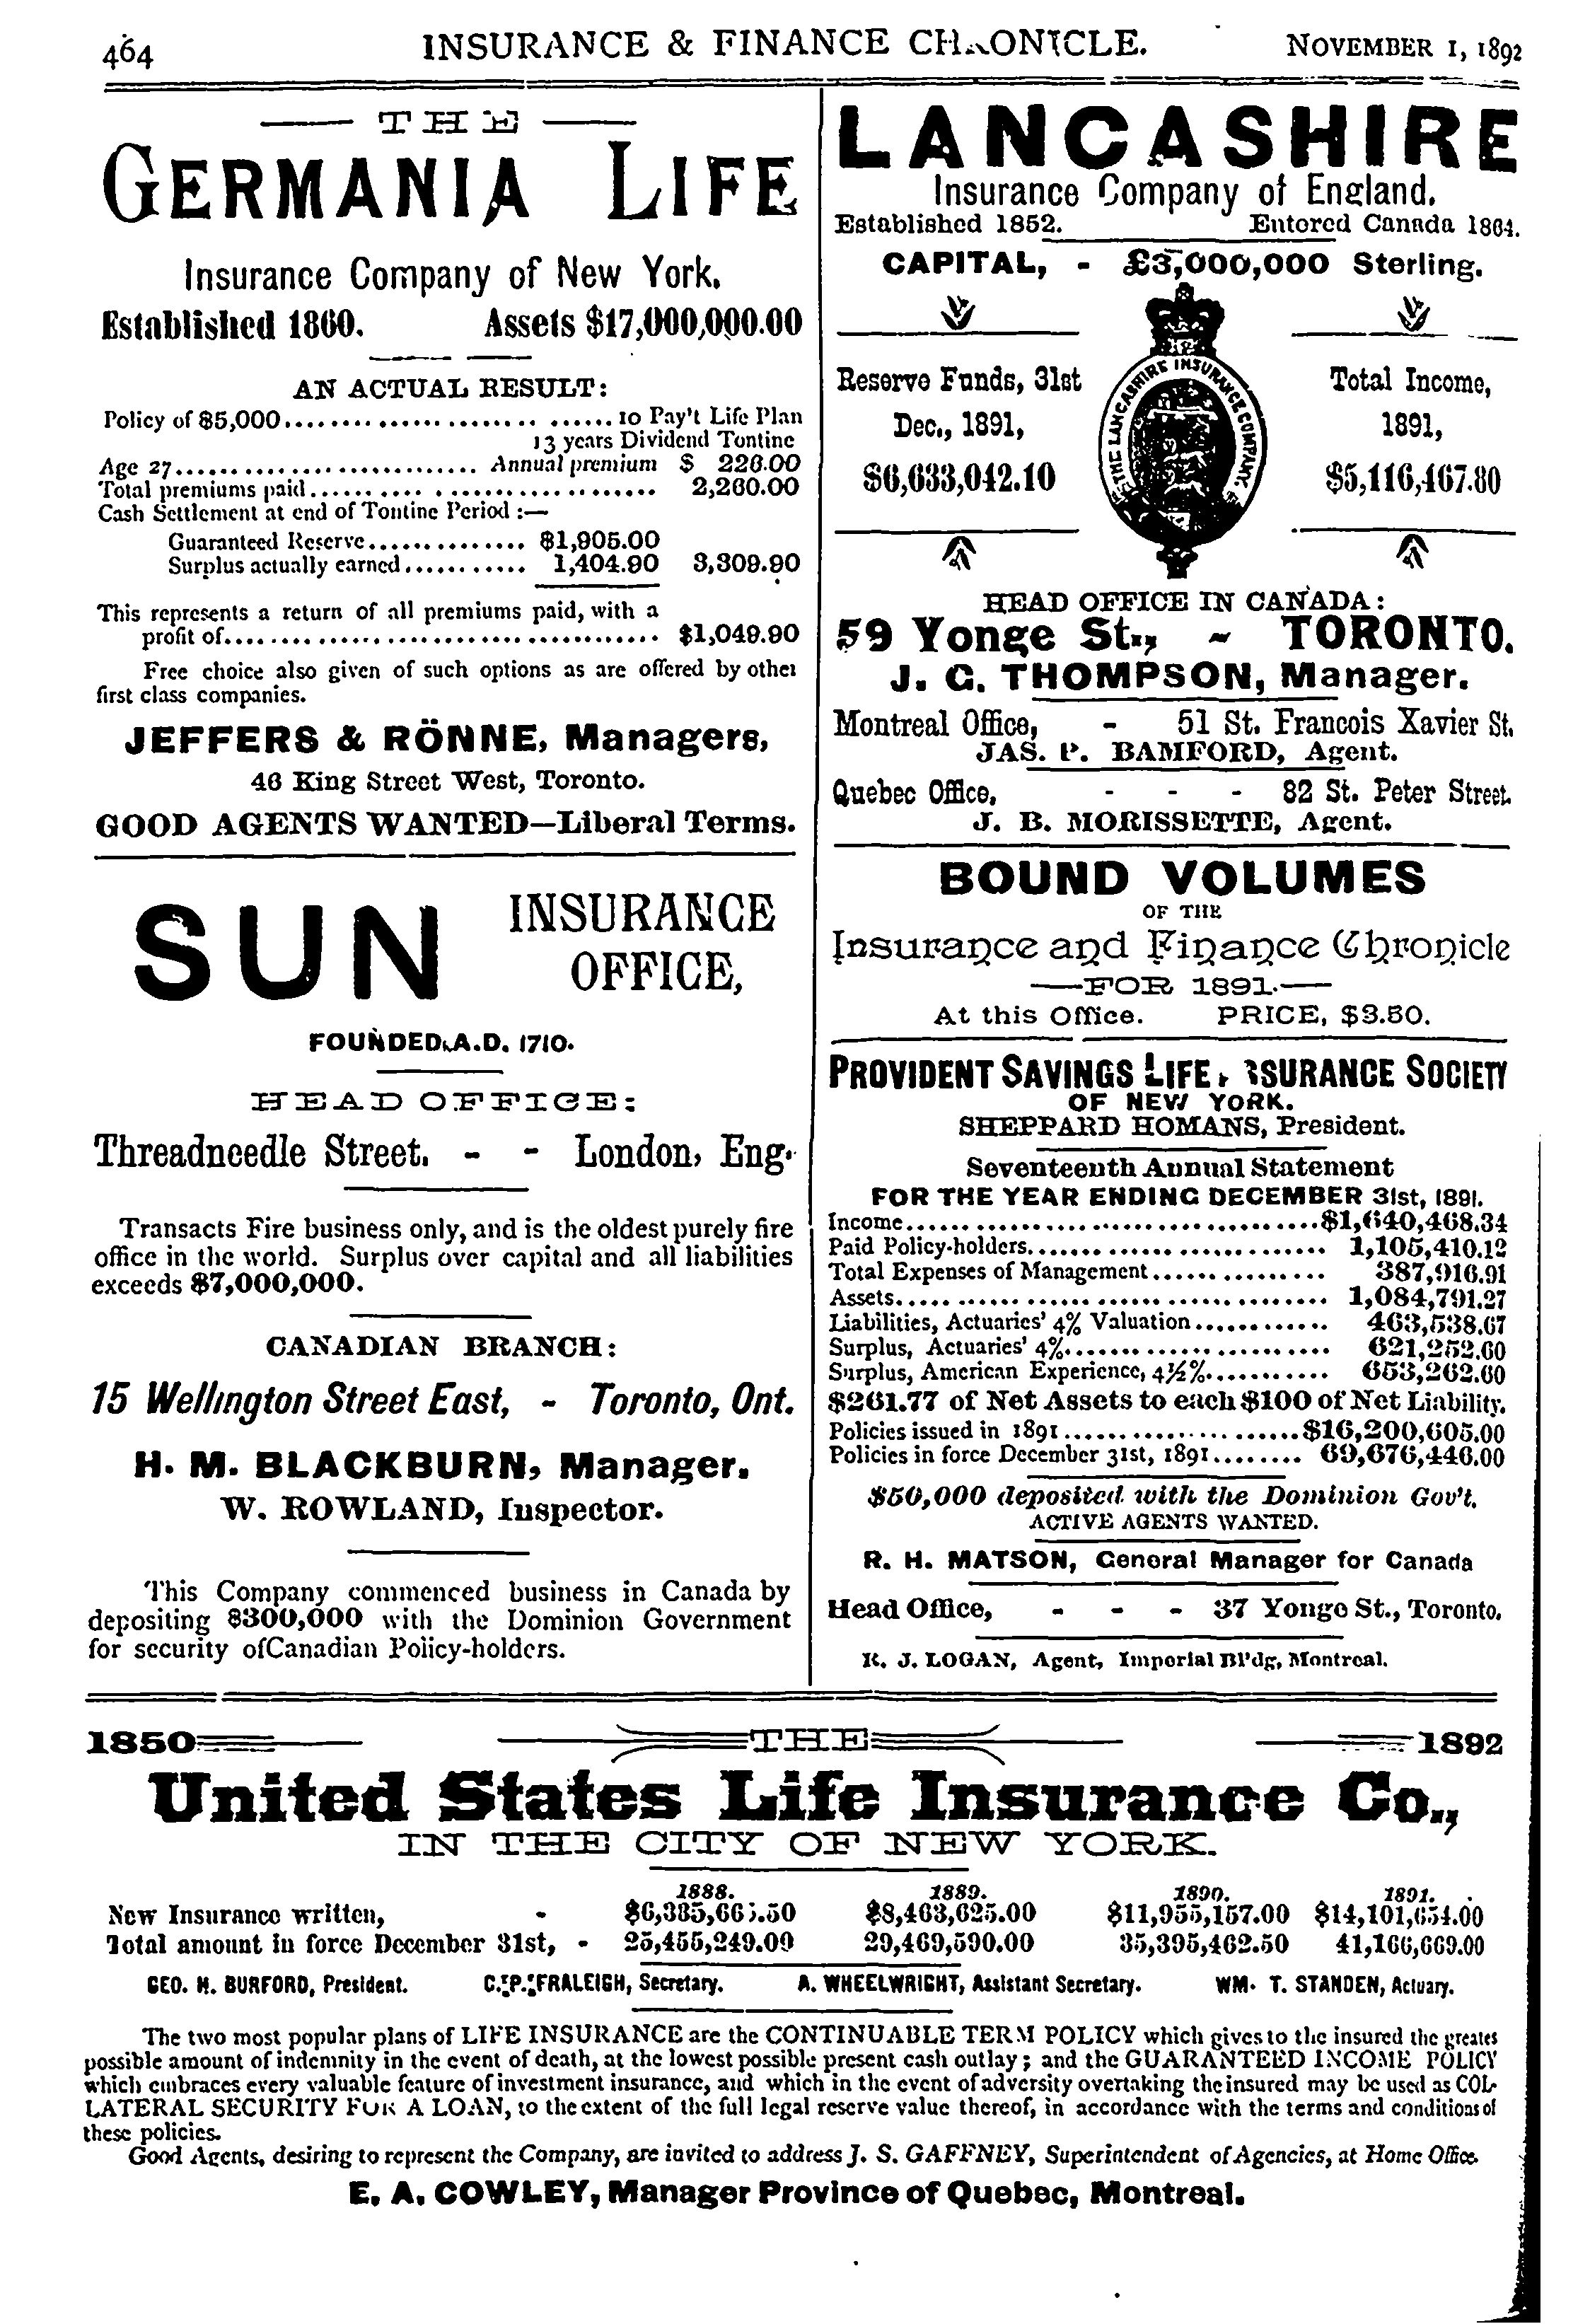 464 INSURANCE & FINANCE CHRONICLE. NOVEMBER 1, 1892
THE
GERMANIA LIFE
Insurance Company of New York.
Established 1860. Assets $17,000,000.00
AN ACTUAL RESULT:
Policy of $5,000........ 10 Pay't Life Plan
13 years Dividend Tontine
Age 27........ Annual premium $ 226.00
Total premiums paid........ 2,260.00
Cash Settlement at end of Tontine Period :—
Guaranteed Reserve........ $1,905.00
Surplus actually earned........ 1,404.90 3,309.90
This represents a return of all premiums paid, with a
profit of........ $1,049.90
Free choice also given of such options as are offered by other
first class companies.
JEFFERS & RÖNNE, Managers,
46 King Street West, Toronto.
GOOD AGENTS WANTED—Liberal Terms.
SUN INSURANCE
OFFICE,
FOUNDED A.D. 1710.
HEAD OFFICE:
Threadneedle Street. - - London, Eng.
Transacts Fire business only, and is the oldest purely fire
office in the world. Surplus over capital and all liabilities
exceeds $7,000,000.
CANADIAN BRANCH:
15 Wellington Street East, - Toronto, Ont.
H. M. BLACKBURN, Manager.
W. ROWLAND, Inspector.
This Company commenced business in Canada by
depositing $300,000 with the Dominion Government
for security of Canadian Policy-holders.
LANCASHIRE
Insurance Company of England.
Established 1852. Entered Canada 1864.
CAPITAL, - £3,000,000 Sterling.
Reserve Funds, 31st
Dec., 1891,
$6,633,042.10
THE LANCASHIRE INSURANCE COMPANY
Total Income,
1891,
$5,116,467.80
HEAD OFFICE IN CANADA:
59 Yonge St., - TORONTO.
J. C. THOMPSON, Manager.
Montreal Office, - 51 St. Francois Xavier St.
JAS. P. BAMFORD, Agent.
Quebec Office, - - - 82 St. Peter Street.
J. B. MORISSETTE, Agent.
BOUND VOLUMES
OF THE
Insurance and Finance Chronicle
—FOR 1891.—
At this Office. PRICE, $3.50.
PROVIDENT SAVINGS LIFE ASSURANCE SOCIETY
OF NEW YORK.
SHEPPARD HOMANS, President.
Seventeenth Annual Statement
FOR THE YEAR ENDING DECEMBER 31st, 1891.
Income........ $1,640,468.34
Paid Policy-holders........ 1,105,410.12
Total Expenses of Management........ 387,916.91
Assets........ 1,084,791.27
Liabilities, Actuaries' 4% Valuation........ 463,538.67
Surplus, Actuaries' 4%........ 621,252.60
Surplus, American Experience, 4½%........ 653,262.60
$261.77 of Net Assets to each $100 of Net Liability.
Policies issued in 1891........ $16,200,605.00
Policies in force December 31st, 1891........ 69,676,446.00
$50,000 deposited with the Dominion Gov't.
ACTIVE AGENTS WANTED.
R. H. MATSON, General Manager for Canada
Head Office, - - - 37 Yonge St., Toronto.
R. J. LOGAN, Agent, Imperial Bl'dg, Montreal.
1850 THE 1892
United States Life Insurance Co.,
IN THE CITY OF NEW YORK.
1888. 1889. 1890. 1891.
New Insurance written, - $8,463,625.00 $11,955,157.00 $14,101,654.00
Total amount in force December 31st, - 25,455,249.00 29,469,590.00 35,395,462.50 41,166,669.00
GEO. H. BURFORD, President. C. P. FRALEIGH, Secretary. A. WHEELWRIGHT, Assistant Secretary. WM. T. STANDEN, Actuary.
The two most popular plans of LIFE INSURANCE are the CONTINUABLE TERM POLICY which gives to the insured the greates
possible amount of indemnity in the event of death, at the lowest possible present cash outlay ; and the GUARANTEED INCOME POLICY
which embraces every valuable feature of investment insurance, and which in the event of adversity overtaking the insured may be used as COL-
LATERAL SECURITY FOR A LOAN, to the extent of the full legal reserve value thereof, in accordance with the terms and conditions of
these policies.
Good Agents, desiring to represent the Company, are invited to address J. S. GAFFNEY, Superintendent of Agencies, at Home Office.
E. A. COWLEY, Manager Province of Quebec, Montreal.